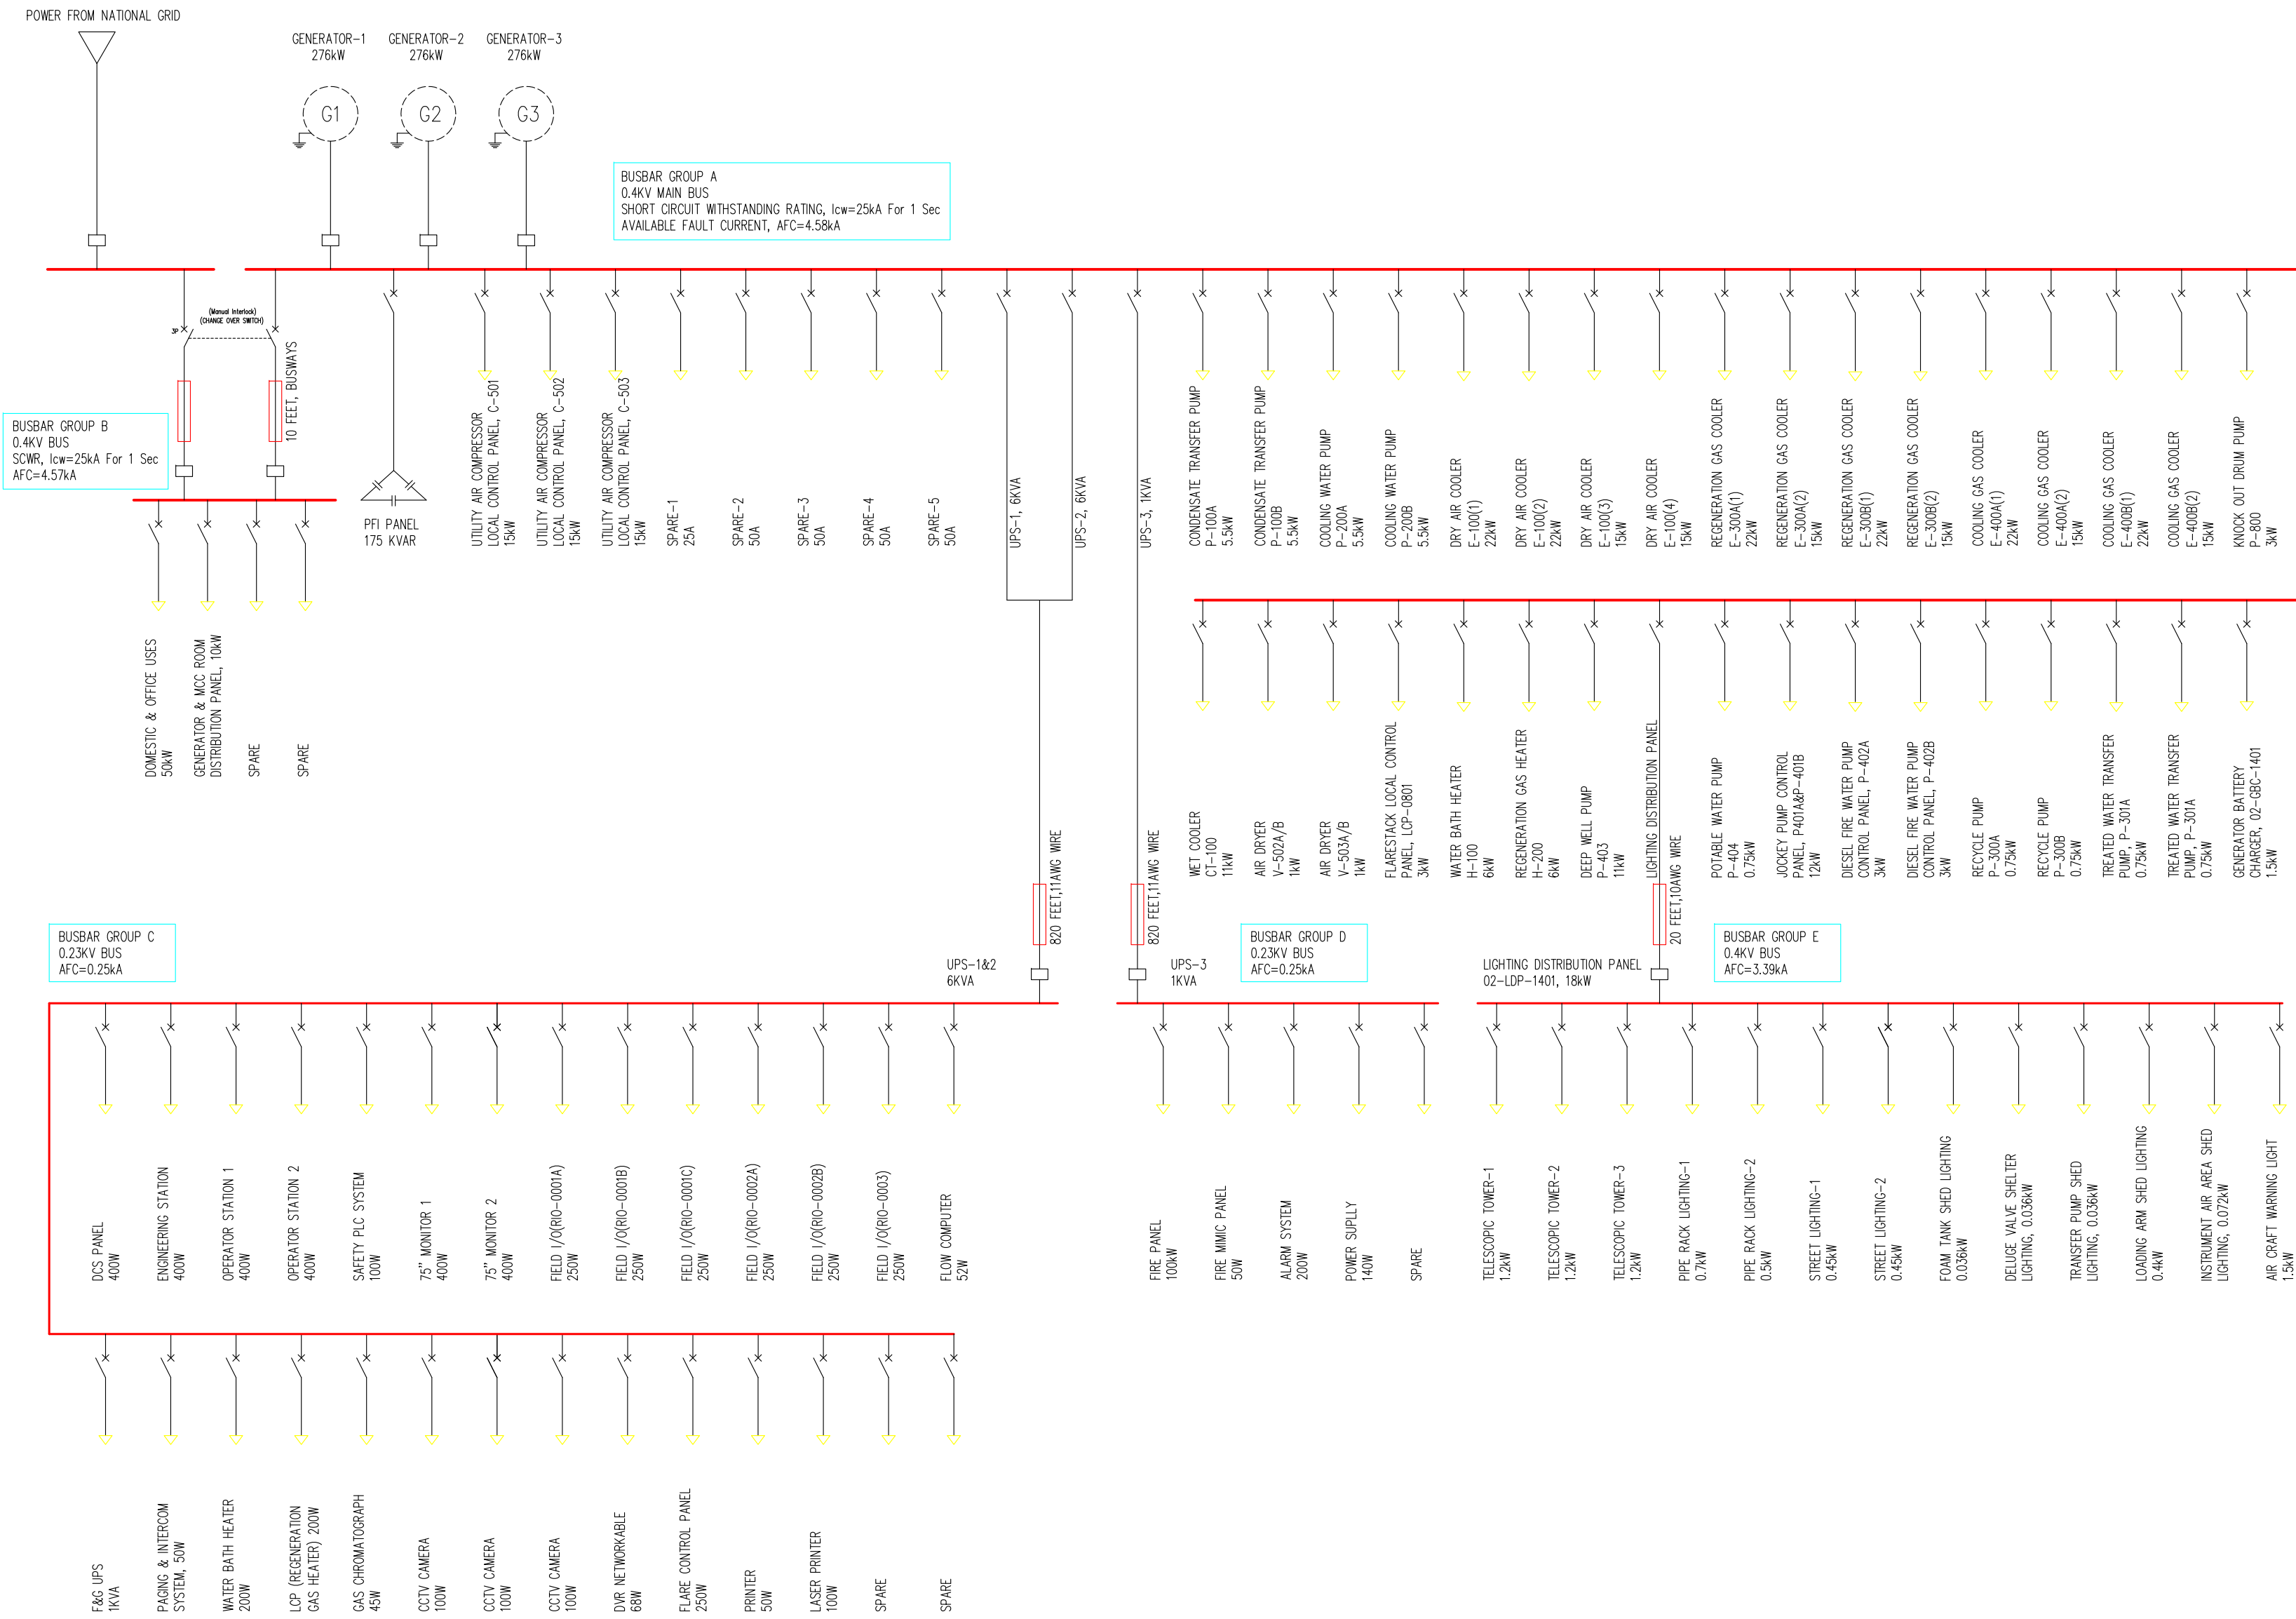 POWER FROM NATIONAL GRID
GENERATOR-1
276kW
GENERATOR-2
276kW
GENERATOR-3
276kW
G1
G2
G3
BUSBAR GROUP A
0.4KV MAIN BUS
SHORT CIRCUIT WITHSTANDING RATING, Icw=25kA For 1 Sec
AVAILABLE FAULT CURRENT, AFC=4.58kA
(Manual Interlock)
(CHANGE OVER SWITCH)
3P
10 FEET, BUSWAYS
BUSBAR GROUP B
0.4KV BUS
SCWR, Icw=25kA For 1 Sec
AFC=4.57kA
PFI PANEL
175 KVAR
UTILITY AIR COMPRESSOR
LOCAL CONTROL PANEL, C-501
15kW
UTILITY AIR COMPRESSOR
LOCAL CONTROL PANEL, C-502
15kW
UTILITY AIR COMPRESSOR
LOCAL CONTROL PANEL, C-503
15kW
SPARE-1
25A
SPARE-2
50A
SPARE-3
50A
SPARE-4
50A
SPARE-5
50A
UPS-1, 6KVA
UPS-2, 6KVA
UPS-3, 1KVA
CONDENSATE TRANSFER PUMP
P-100A
5.5kW
CONDENSATE TRANSFER PUMP
P-100B
5.5kW
COOLING WATER PUMP
P-200A
5.5kW
COOLING WATER PUMP
P-200B
5.5kW
DRY AIR COOLER
E-100(1)
22kW
DRY AIR COOLER
E-100(2)
22kW
DRY AIR COOLER
E-100(3)
15kW
DRY AIR COOLER
E-100(4)
15kW
REGENERATION GAS COOLER
E-300A(1)
22kW
REGENERATION GAS COOLER
E-300A(2)
15kW
REGENERATION GAS COOLER
E-300B(1)
22kW
REGENERATION GAS COOLER
E-300B(2)
15kW
COOLING GAS COOLER
E-400A(1)
22kW
COOLING GAS COOLER
E-400A(2)
15kW
COOLING GAS COOLER
E-400B(1)
22kW
COOLING GAS COOLER
E-400B(2)
15kW
KNOCK OUT DRUM PUMP
P-800
3kW
DOMESTIC & OFFICE USES
50kW
GENERATOR & MCC ROOM
DISTRIBUTION PANEL, 10kW
SPARE
SPARE
WET COOLER
CT-100
11kW
AIR DRYER
V-502A/B
1kW
AIR DRYER
V-503A/B
1kW
FLARESTACK LOCAL CONTROL
PANEL, LCP-0801
3kW
WATER BATH HEATER
H-100
6kW
REGENERATION GAS HEATER
H-200
6kW
DEEP WELL PUMP
P-403
11kW
LIGHTING DISTRIBUTION PANEL
POTABLE WATER PUMP
P-404
0.75kW
JOCKEY PUMP CONTROL
PANEL, P401A&P-401B
12kW
DIESEL FIRE WATER PUMP
CONTROL PANEL, P-402A
3kW
DIESEL FIRE WATER PUMP
CONTROL PANEL, P-402B
3kW
RECYCLE PUMP
P-300A
0.75kW
RECYCLE PUMP
P-300B
0.75kW
TREATED WATER TRANSFER
PUMP, P-301A
0.75kW
TREATED WATER TRANSFER
PUMP, P-301A
0.75kW
GENERATOR BATTERY
CHARGER, 02-GBC-1401
1.5kW
820 FEET,11AWG WIRE
820 FEET,11AWG WIRE
20 FEET,10AWG WIRE
BUSBAR GROUP C
0.23KV BUS
AFC=0.25kA
UPS-1&2
6KVA
UPS-3
1KVA
BUSBAR GROUP D
0.23KV BUS
AFC=0.25kA
LIGHTING DISTRIBUTION PANEL
02-LDP-1401, 18kW
BUSBAR GROUP E
0.4KV BUS
AFC=3.39kA
DCS PANEL
400W
ENGINEERING STATION
400W
OPERATOR STATION 1
400W
OPERATOR STATION 2
400W
SAFETY PLC SYSTEM
100W
75" MONITOR 1
400W
75" MONITOR 2
400W
FIELD I/O(RIO-0001A)
250W
FIELD I/O(RIO-0001B)
250W
FIELD I/O(RIO-0001C)
250W
FIELD I/O(RIO-0002A)
250W
FIELD I/O(RIO-0002B)
250W
FIELD I/O(RIO-0003)
250W
FLOW COMPUTER
52W
FIRE PANEL
100kW
FIRE MIMIC PANEL
50W
ALARM SYSTEM
200W
POWER SUPLLY
140W
SPARE
TELESCOPIC TOWER-1
1.2kW
TELESCOPIC TOWER-2
1.2kW
TELESCOPIC TOWER-3
1.2kW
PIPE RACK LIGHTING-1
0.7kW
PIPE RACK LIGHTING-2
0.5kW
STREET LIGHTING-1
0.45kW
STREET LIGHTING-2
0.45kW
FOAM TANK SHED LIGHTING
0.036kW
DELUGE VALVE SHELTER
LIGHTING, 0.036kW
TRANSFER PUMP SHED
LIGHTING, 0.036kW
LOADING ARM SHED LIGHTING
0.4kW
INSTRUMENT AIR AREA SHED
LIGHTING, 0.072kW
AIR CRAFT WARNING LIGHT
1.5kW
F&G UPS
1KVA
PAGING & INTERCOM
SYSTEM, 50W
WATER BATH HEATER
200W
LCP (REGENERATION
GAS HEATER) 200W
GAS CHROMATOGRAPH
45W
CCTV CAMERA
100W
CCTV CAMERA
100W
CCTV CAMERA
100W
DVR NETWORKABLE
68W
FLARE CONTROL PANEL
250W
PRINTER
50W
LASER PRINTER
100W
SPARE
SPARE